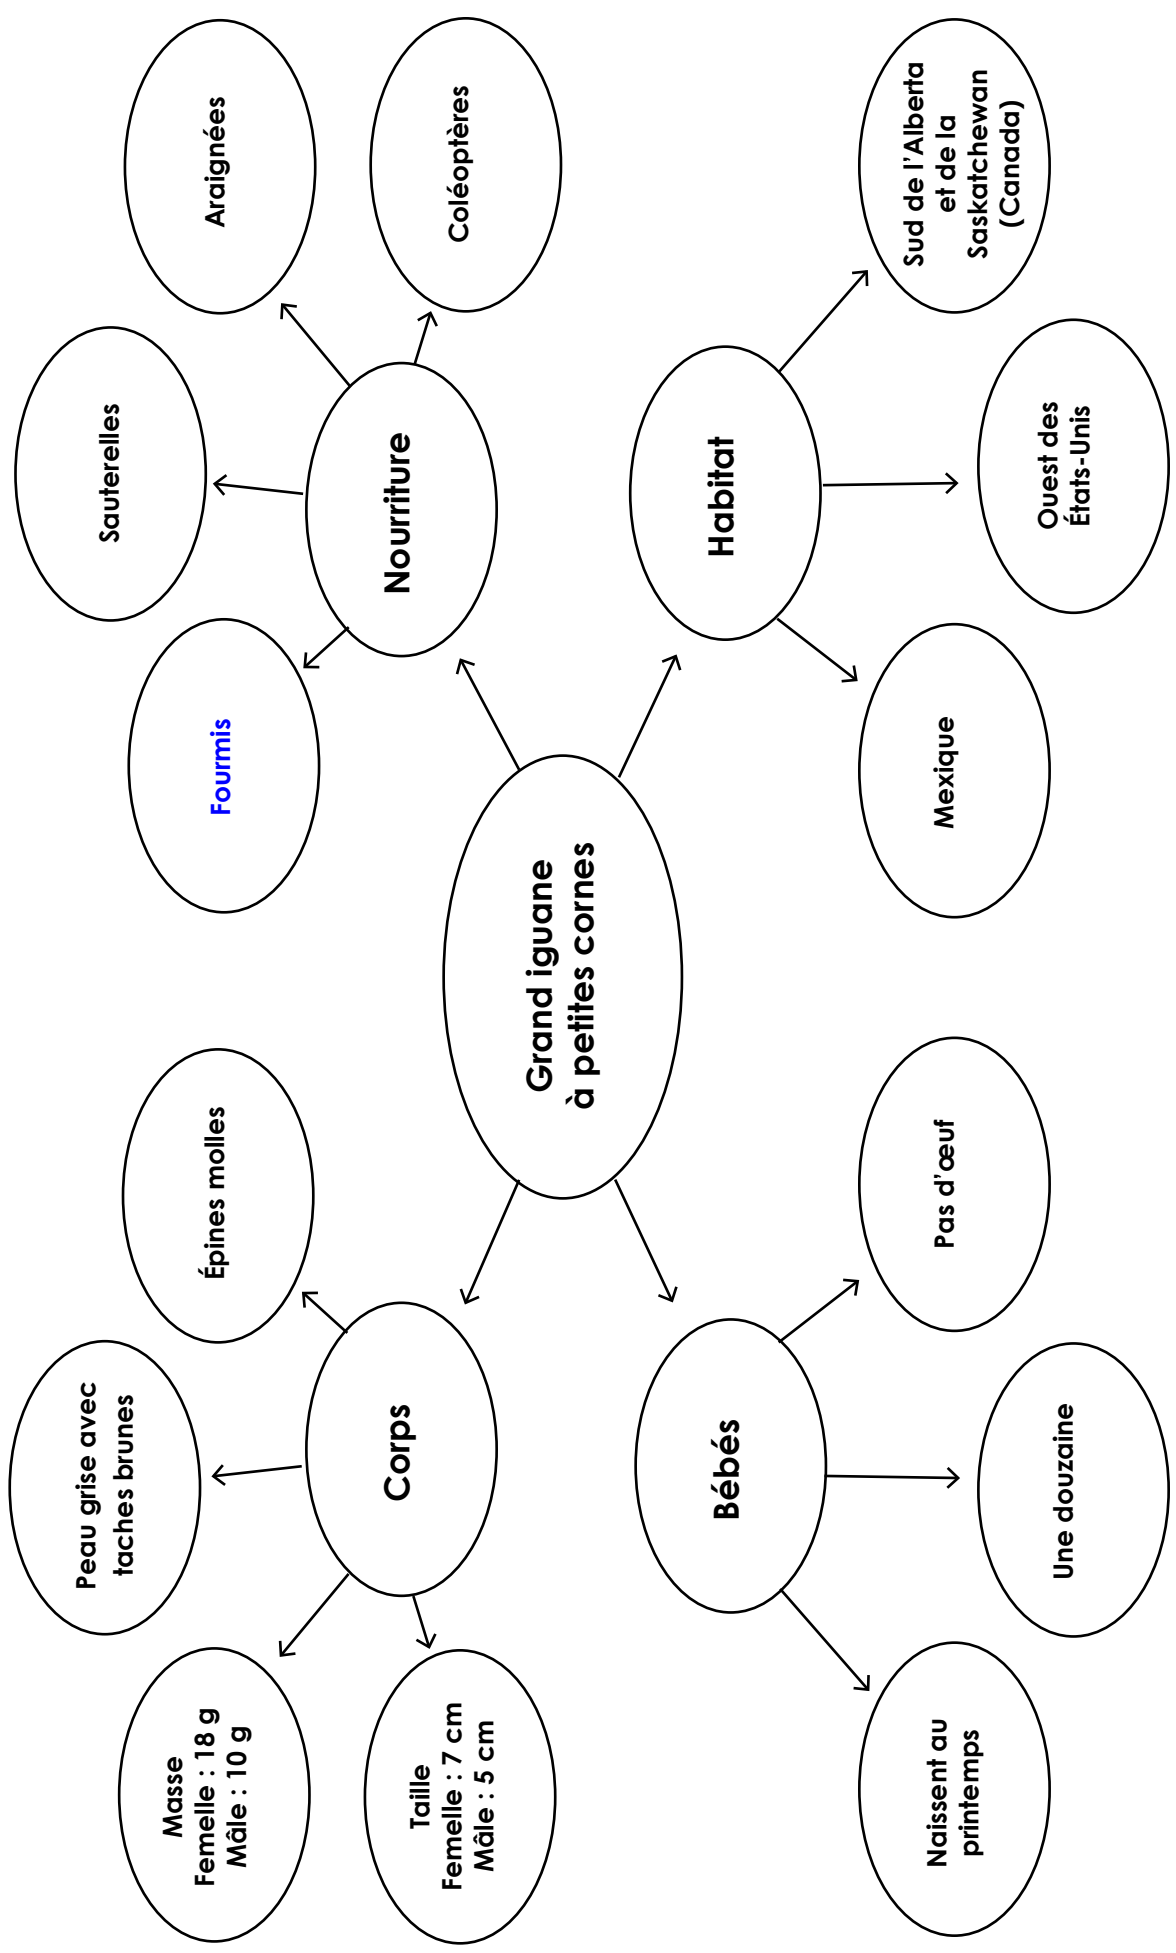 Grand iguane
à petites cornes
Corps
Masse
Femelle : 18 g
Mâle : 10 g
Taille
Femelle : 7 cm
Mâle : 5 cm
Peau grise avec
taches brunes
Épines molles
Nourriture
Fourmis
Sauterelles
Araignées
Coléoptères
Bébés
Naissent au
printemps
Une douzaine
Pas d'œuf
Habitat
Mexique
Ouest des
États-Unis
Sud de l'Alberta
et de la
Saskatchewan
(Canada)